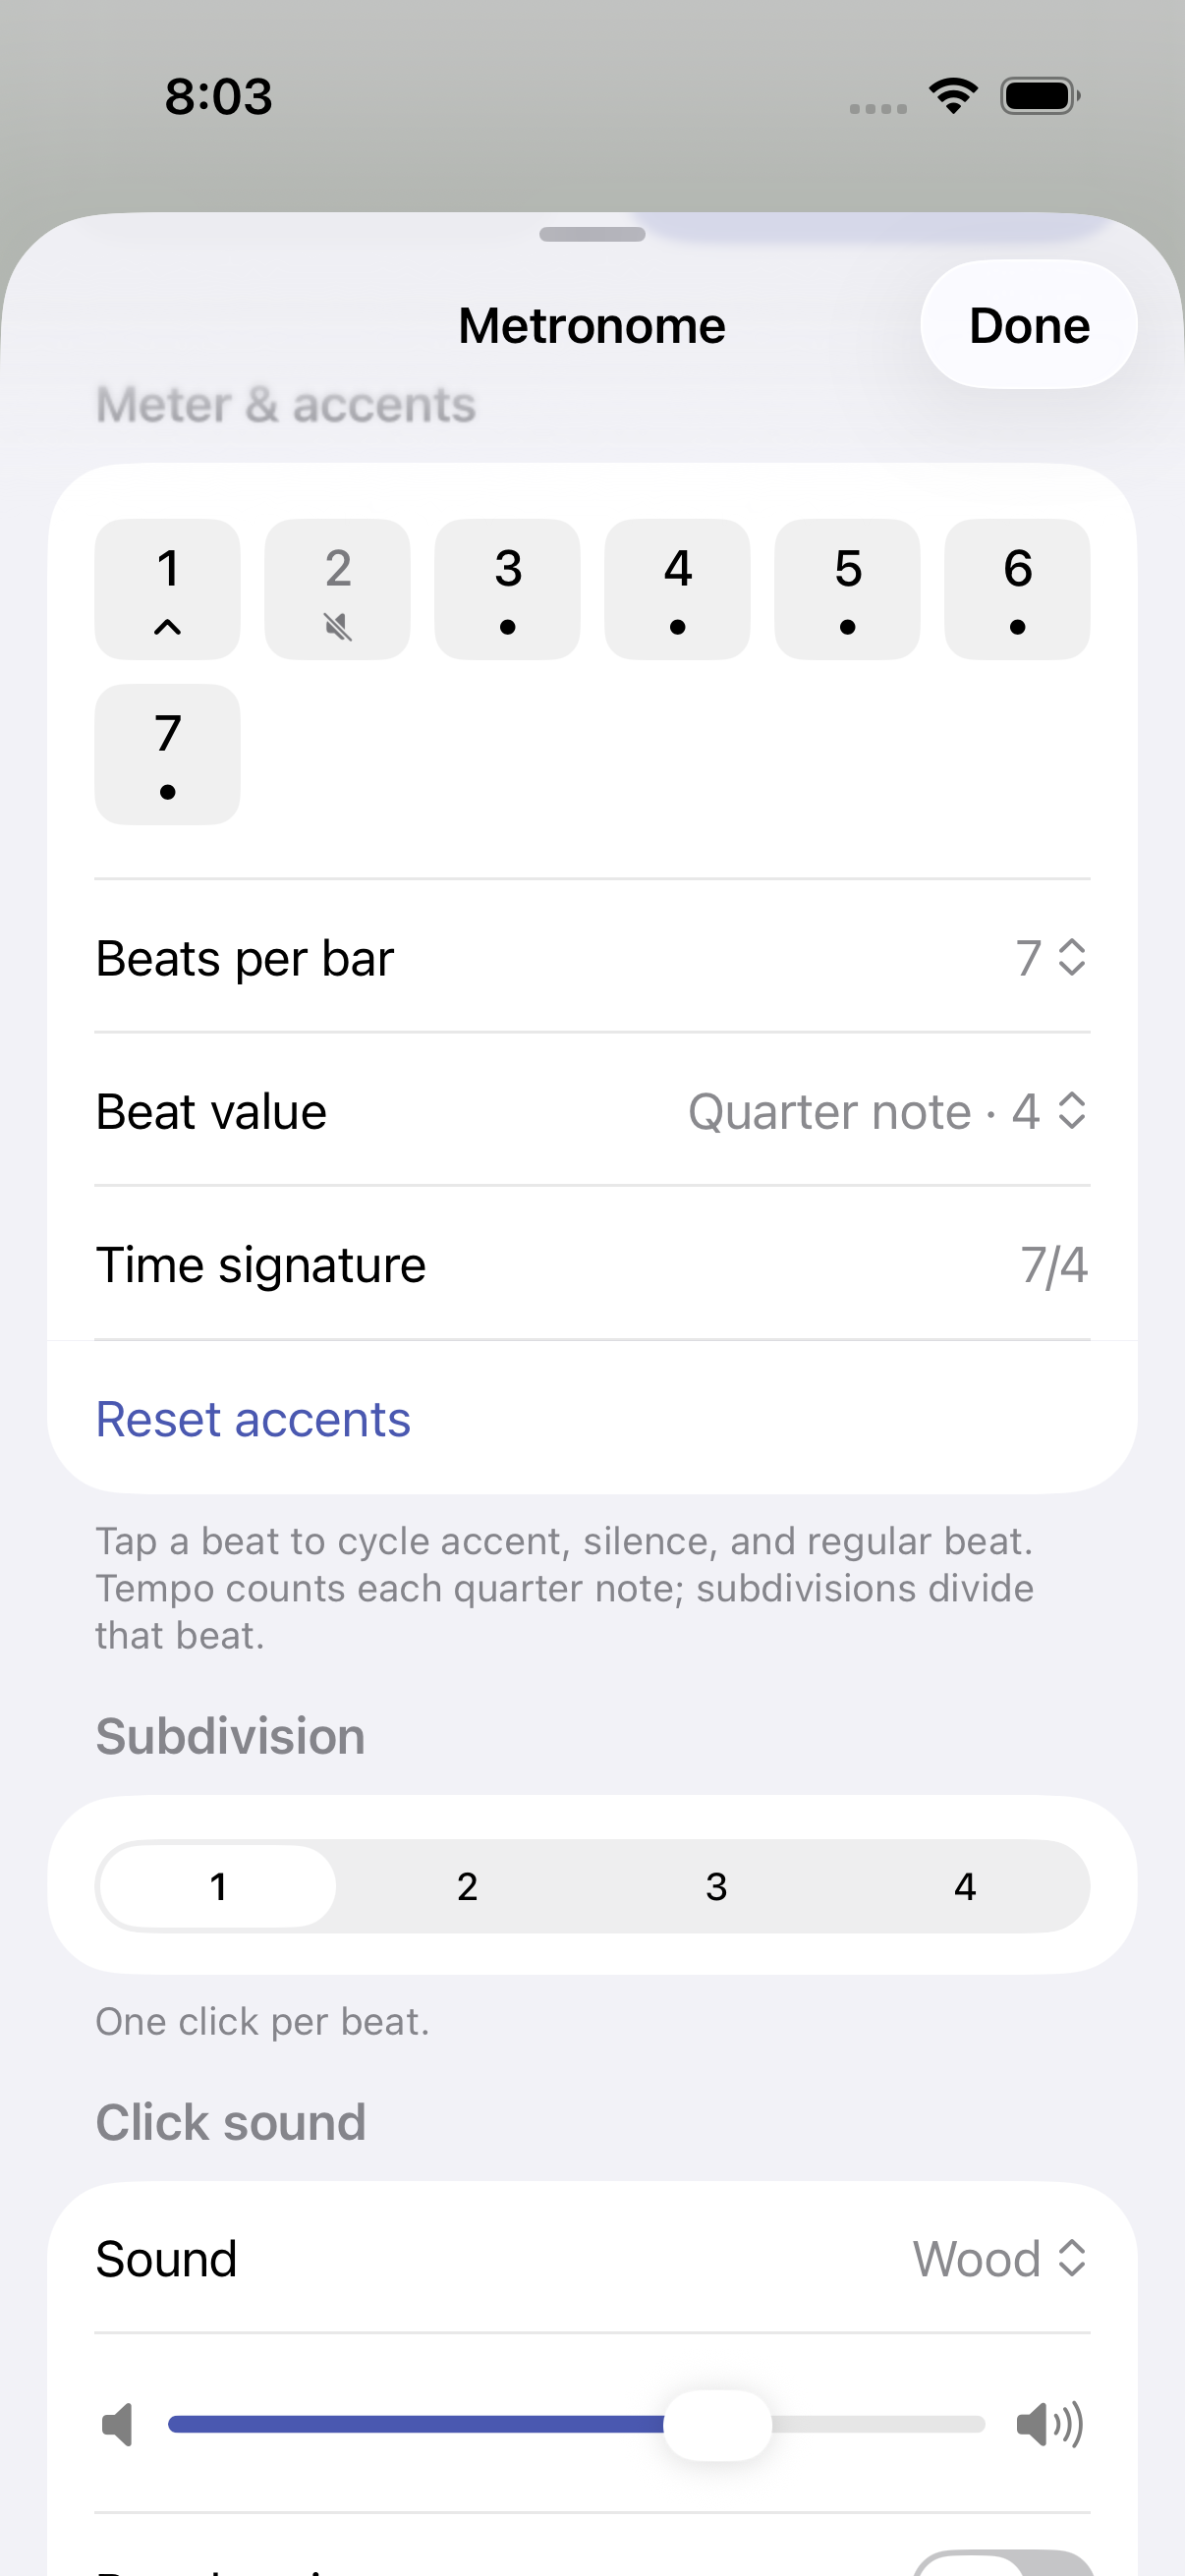 8:03
Metronome
Done
Meter & accents
1
2
3
4
5
6
7
Beats per bar
7
Beat value
Quarter note · 4
Time signature
7/4
Reset accents
Tap a beat to cycle accent, silence, and regular beat.
Tempo counts each quarter note; subdivisions divide
that beat.
Subdivision
1
2
3
4
One click per beat.
Click sound
Sound
Wood